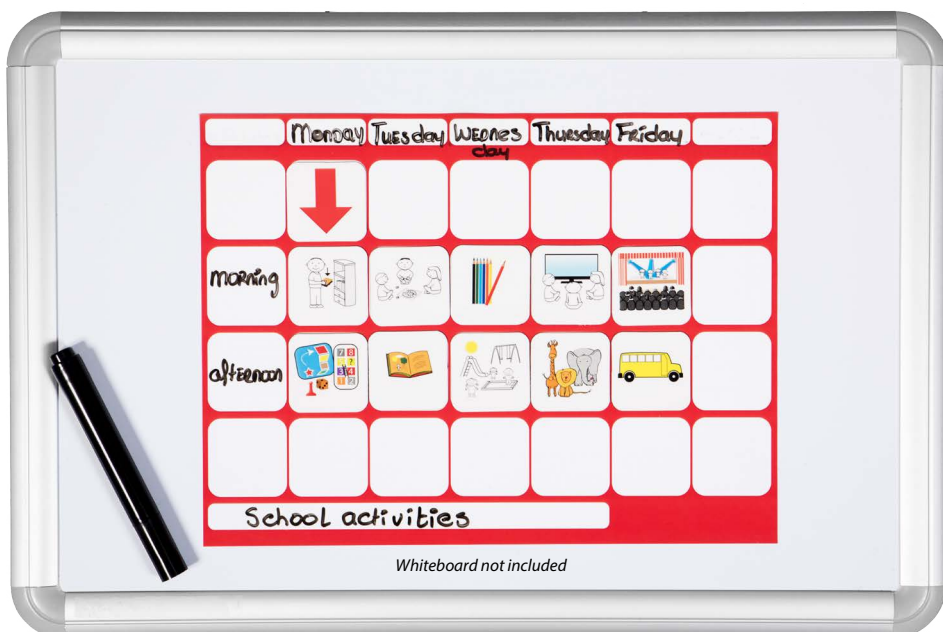 Monday Tuesday Wednes Thursday Friday
day
morning
afternoon
School activities
Whiteboard not included